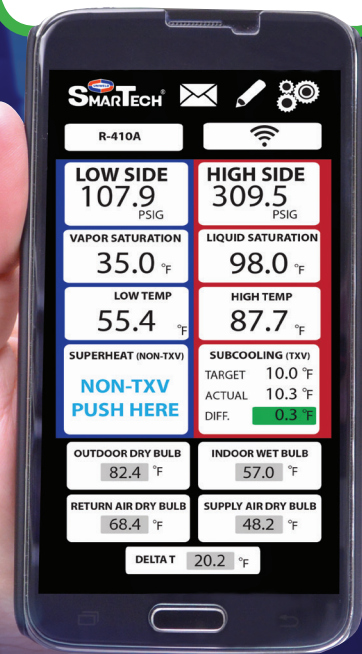 SMARTECH
R-410A
LOW SIDE
107.9
PSIG
HIGH SIDE
309.5
PSIG
VAPOR SATURATION
35.0 °F
LIQUID SATURATION
98.0 °F
LOW TEMP
55.4 °F
HIGH TEMP
87.7 °F
SUPERHEAT (NON-TXV)
NON-TXV
PUSH HERE
SUBCOOLING (TXV)
TARGET 10.0 °F
ACTUAL 10.3 °F
DIFF. 0.3 °F
OUTDOOR DRY BULB
82.4 °F
INDOOR WET BULB
57.0 °F
RETURN AIR DRY BULB
68.4 °F
SUPPLY AIR DRY BULB
48.2 °F
DELTA T 20.2 °F